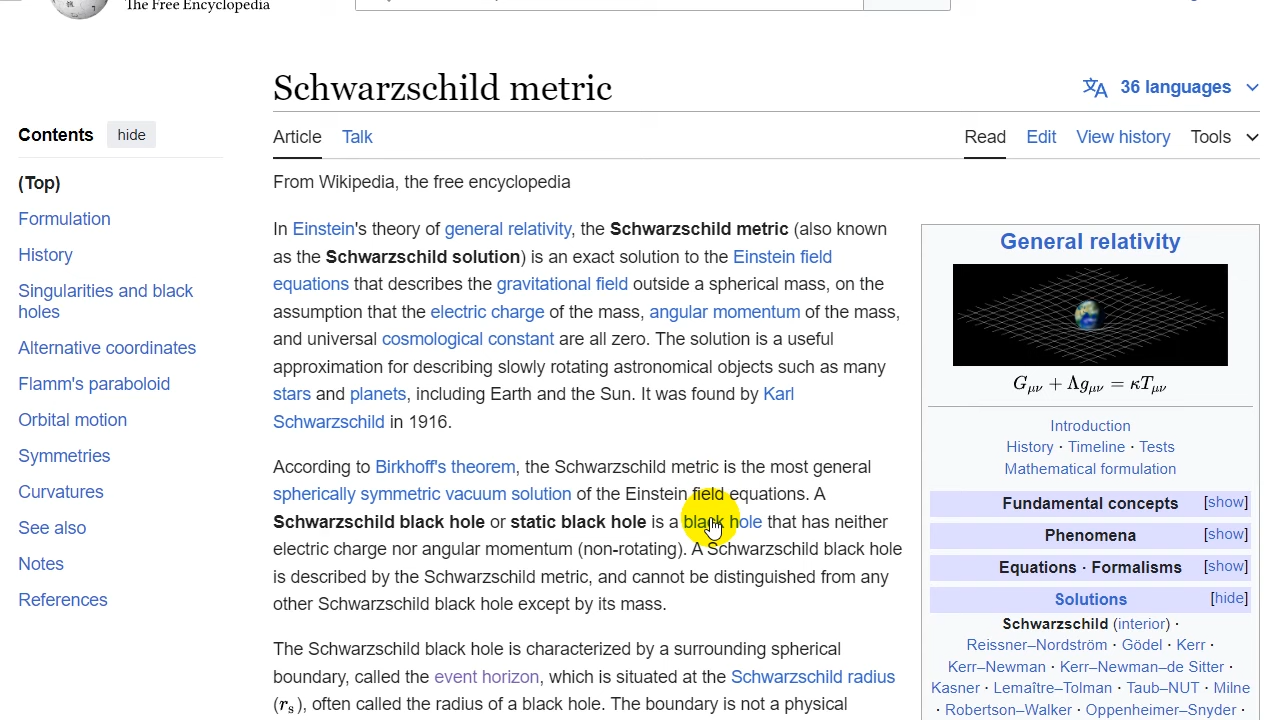 The Free Encyclopedia
Schwarzschild metric
36 languages
Contents hide
Article Talk
Read Edit View history Tools
(Top)
Formulation
History
Singularities and black
holes
Alternative coordinates
Flamm's paraboloid
Orbital motion
Symmetries
Curvatures
See also
Notes
References
From Wikipedia, the free encyclopedia
In Einstein's theory of general relativity, the Schwarzschild metric (also known
as the Schwarzschild solution) is an exact solution to the Einstein field
equations that describes the gravitational field outside a spherical mass, on the
assumption that the electric charge of the mass, angular momentum of the mass,
and universal cosmological constant are all zero. The solution is a useful
approximation for describing slowly rotating astronomical objects such as many
stars and planets, including Earth and the Sun. It was found by Karl
Schwarzschild in 1916.
According to Birkhoff's theorem, the Schwarzschild metric is the most general
spherically symmetric vacuum solution of the Einstein field equations. A
Schwarzschild black hole or static black hole is a black hole that has neither
electric charge nor angular momentum (non-rotating). A Schwarzschild black hole
is described by the Schwarzschild metric, and cannot be distinguished from any
other Schwarzschild black hole except by its mass.
The Schwarzschild black hole is characterized by a surrounding spherical
boundary, called the event horizon, which is situated at the Schwarzschild radius
(rₛ), often called the radius of a black hole. The boundary is not a physical
General relativity
Gμν + Λgμν = κTμν
Introduction
History · Timeline · Tests
Mathematical formulation
Fundamental concepts [show]
Phenomena [show]
Equations · Formalisms [show]
Solutions [hide]
Schwarzschild (interior) ·
Reissner–Nordström · Gödel · Kerr ·
Kerr–Newman · Kerr–Newman–de Sitter ·
Kasner · Lemaître–Tolman · Taub–NUT · Milne
· Robertson–Walker · Oppenheimer–Snyder ·